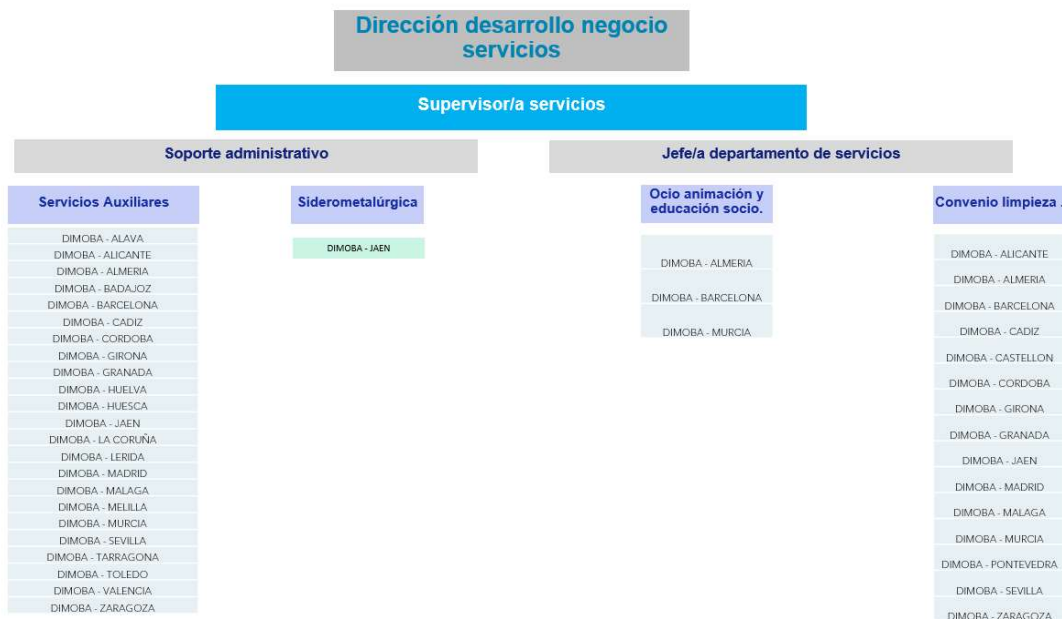 Dirección desarrollo negocio
servicios
Supervisor/a servicios
Soporte administrativo
Jefe/a departamento de servicios
Servicios Auxiliares
DIMOBA - ALAVA
DIMOBA - ALICANTE
DIMOBA - ALMERIA
DIMOBA - BADAJOZ
DIMOBA - BARCELONA
DIMOBA - CADIZ
DIMOBA - CORDOBA
DIMOBA - GIRONA
DIMOBA - GRANADA
DIMOBA - HUELVA
DIMOBA - HUESCA
DIMOBA - JAEN
DIMOBA - LA CORUÑA
DIMOBA - LERIDA
DIMOBA - MADRID
DIMOBA - MALAGA
DIMOBA - MELILLA
DIMOBA - MURCIA
DIMOBA - SEVILLA
DIMOBA - TARRAGONA
DIMOBA - TOLEDO
DIMOBA - VALENCIA
DIMOBA - ZARAGOZA
Siderometalúrgica
DIMOBA - JAEN
Ocio animación y
educación socio.
DIMOBA - ALMERIA
DIMOBA - BARCELONA
DIMOBA - MURCIA
Convenio limpieza .
DIMOBA - ALICANTE
DIMOBA - ALMERIA
DIMOBA - BARCELONA
DIMOBA - CADIZ
DIMOBA - CASTELLON
DIMOBA - CORDOBA
DIMOBA - GIRONA
DIMOBA - GRANADA
DIMOBA - JAEN
DIMOBA - MADRID
DIMOBA - MALAGA
DIMOBA - MURCIA
DIMOBA - PONTEVEDRA
DIMOBA - SEVILLA
DIMOBA - ZARAGOZA